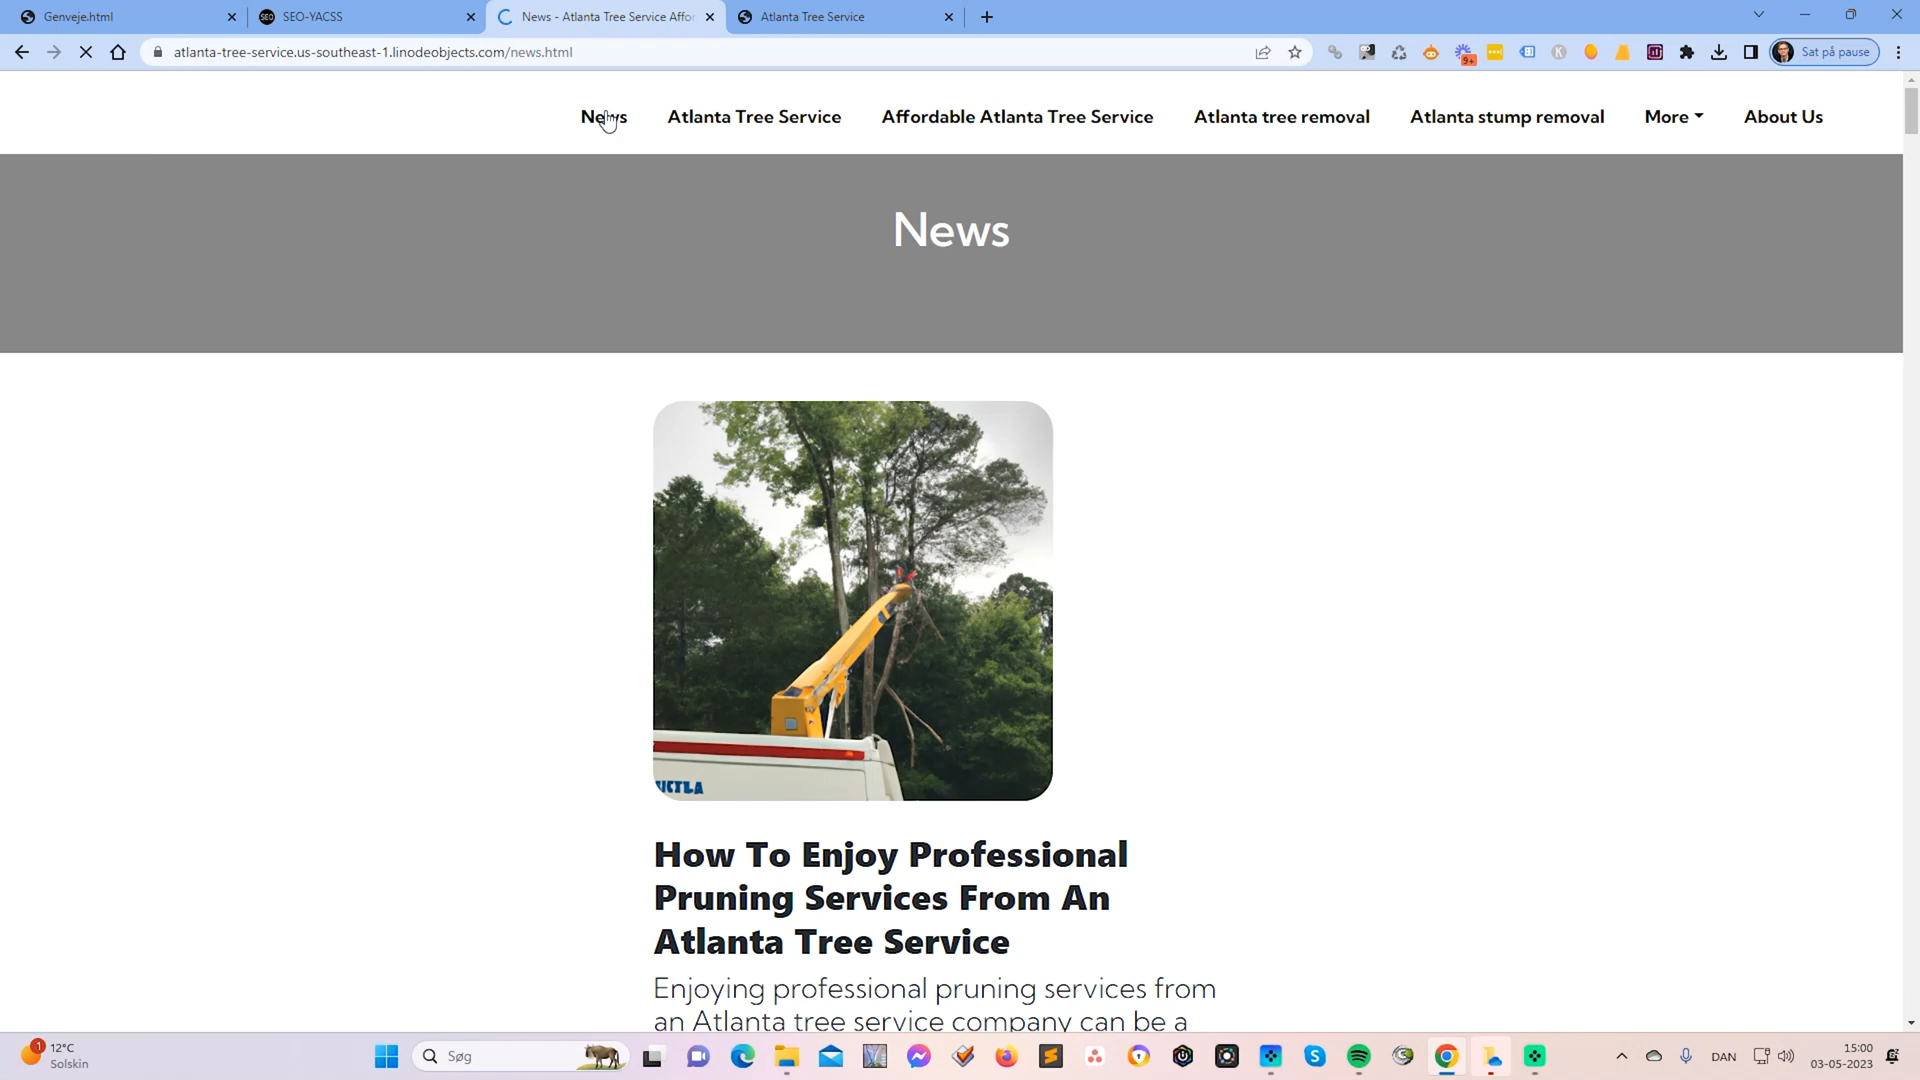 Genveje.html
SEO-YACSS
News - Atlanta Tree Service Affor
Atlanta Tree Service
atlanta-tree-service.us-southeast-1.linodeobjects.com/news.html
9+
Sat på pause
News
Atlanta Tree Service
Affordable Atlanta Tree Service
Atlanta tree removal
Atlanta stump removal
More
About Us
News
How To Enjoy Professional
Pruning Services From An
Atlanta Tree Service
Enjoying professional pruning services from
an Atlanta tree service company can be a
1
12°C
Solskin
Søg
DAN
15:00
03-05-2023